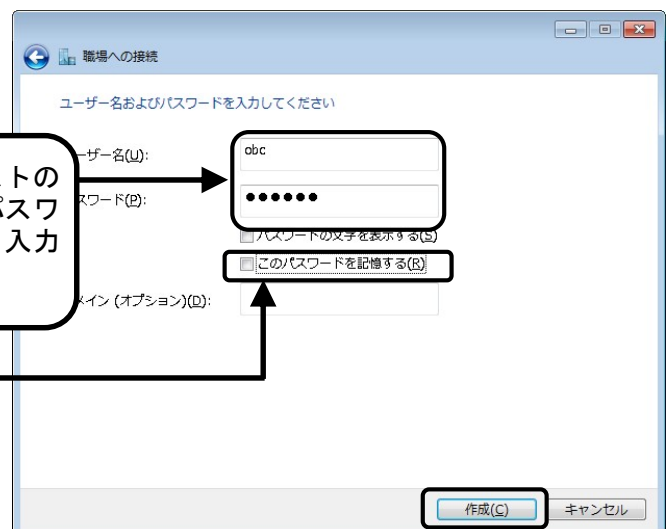 職場への接続
ユーザー名およびパスワードを入力してください
ーザー名(U):
obc
トの
パスワ
入力
スワード(P):
●●●●●●
パスワードの文字を表示する(S)
このパスワードを記憶する(R)
メイン (オプション)(D):
作成(C)
キャンセル